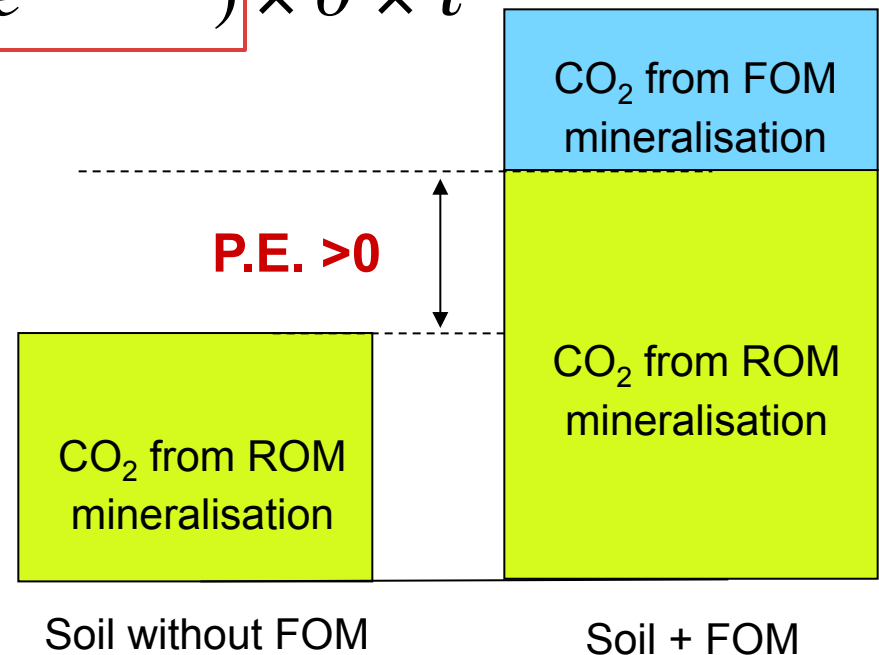 ) × × t
CO₂ from FOM
mineralisation
P.E. >0
CO₂ from ROM
mineralisation
CO₂ from ROM
mineralisation
Soil without FOM
Soil + FOM